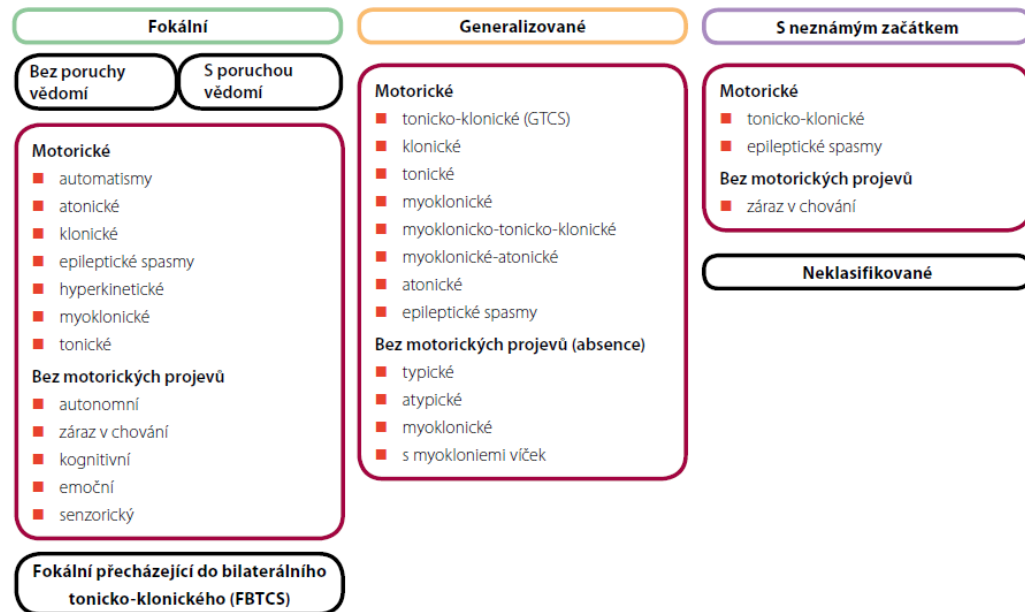 Fokální
Bez poruchy
vědomí
S poruchou
vědomí
Motorické
automatismy
atonické
klonické
epileptické spasmy
hyperkinetické
myoklonické
tonické
Bez motorických projevů
autonomní
záraz v chování
kognitivní
emoční
senzorický
Fokální přecházející do bilaterálního
tonicko-klonického (FBTCS)
Generalizované
Motorické
tonicko-klonické (GTCS)
klonické
tonické
myoklonické
myoklonicko-tonicko-klonické
myoklonické-atonické
atonické
epileptické spasmy
Bez motorických projevů (absence)
typické
atypické
myoklonické
s myokloniemi víček
S neznámým začátkem
Motorické
tonicko-klonické
epileptické spasmy
Bez motorických projevů
záraz v chování
Neklasifikované